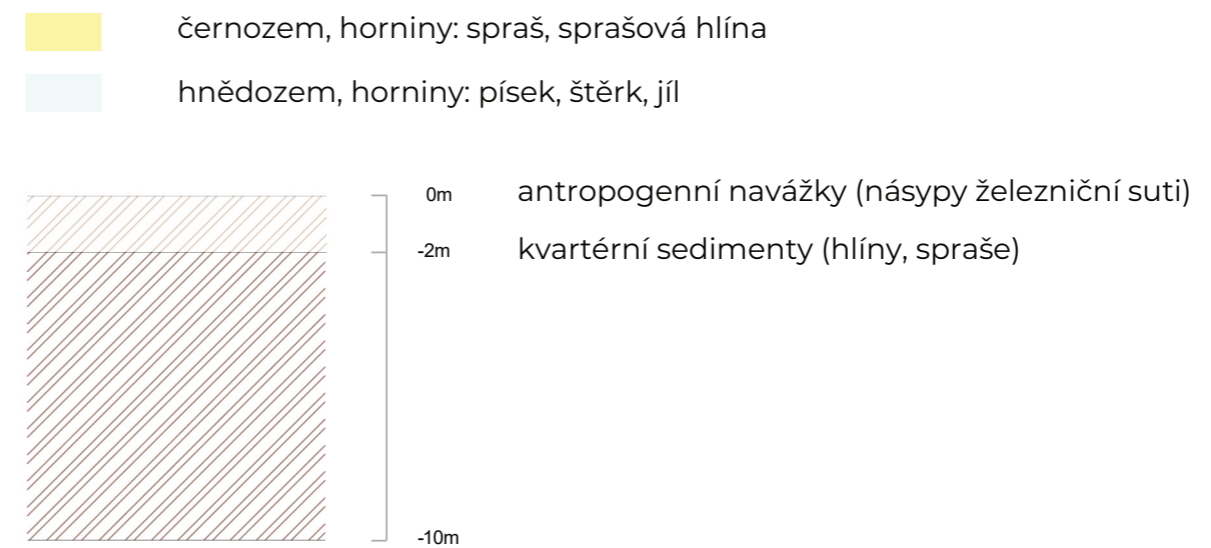 černozem, horniny: spraš, sprašová hlína
hnědozem, horniny: písek, štěrk, jíl
0m antropogenní navážky (násypy železniční suti)
-2m kvartérní sedimenty (hlíny, spraše)
-10m